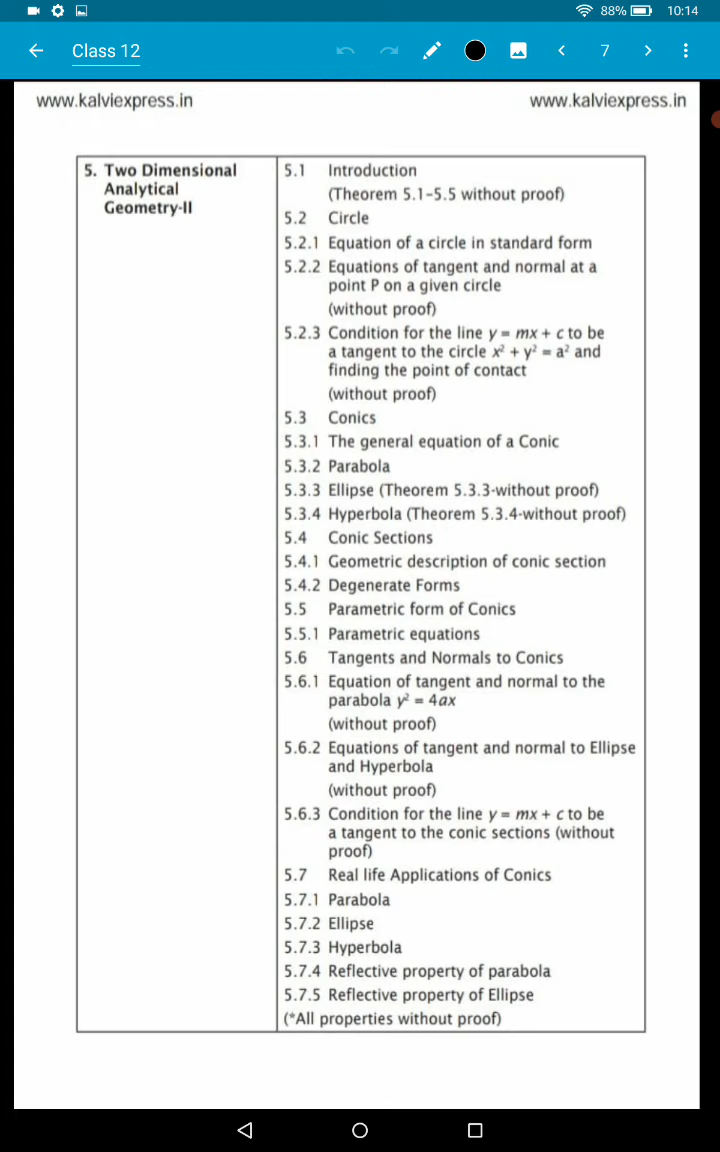 88% 10:14
Class 12 7
www.kalviexpress.in www.kalviexpress.in
5. Two Dimensional
Analytical
Geometry-II
5.1 Introduction
(Theorem 5.1-5.5 without proof)
5.2 Circle
5.2.1 Equation of a circle in standard form
5.2.2 Equations of tangent and normal at a
point P on a given circle
(without proof)
5.2.3 Condition for the line y = mx + c to be
a tangent to the circle x² + y² = a² and
finding the point of contact
(without proof)
5.3 Conics
5.3.1 The general equation of a Conic
5.3.2 Parabola
5.3.3 Ellipse (Theorem 5.3.3-without proof)
5.3.4 Hyperbola (Theorem 5.3.4-without proof)
5.4 Conic Sections
5.4.1 Geometric description of conic section
5.4.2 Degenerate Forms
5.5 Parametric form of Conics
5.5.1 Parametric equations
5.6 Tangents and Normals to Conics
5.6.1 Equation of tangent and normal to the
parabola y² = 4ax
(without proof)
5.6.2 Equations of tangent and normal to Ellipse
and Hyperbola
(without proof)
5.6.3 Condition for the line y = mx + c to be
a tangent to the conic sections (without
proof)
5.7 Real life Applications of Conics
5.7.1 Parabola
5.7.2 Ellipse
5.7.3 Hyperbola
5.7.4 Reflective property of parabola
5.7.5 Reflective property of Ellipse
(*All properties without proof)